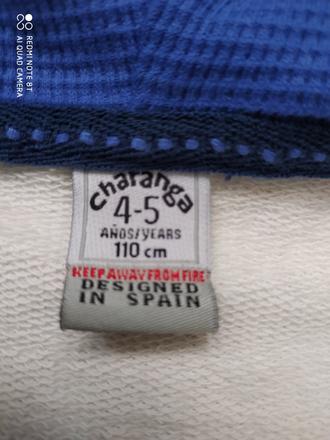 REDMI NOTE 8T
AI QUAD CAMERA
charanga
4-5
AÑOS/YEARS
110 cm
KEEP AWAY FROM FIRE
DESIGNED
IN SPAIN